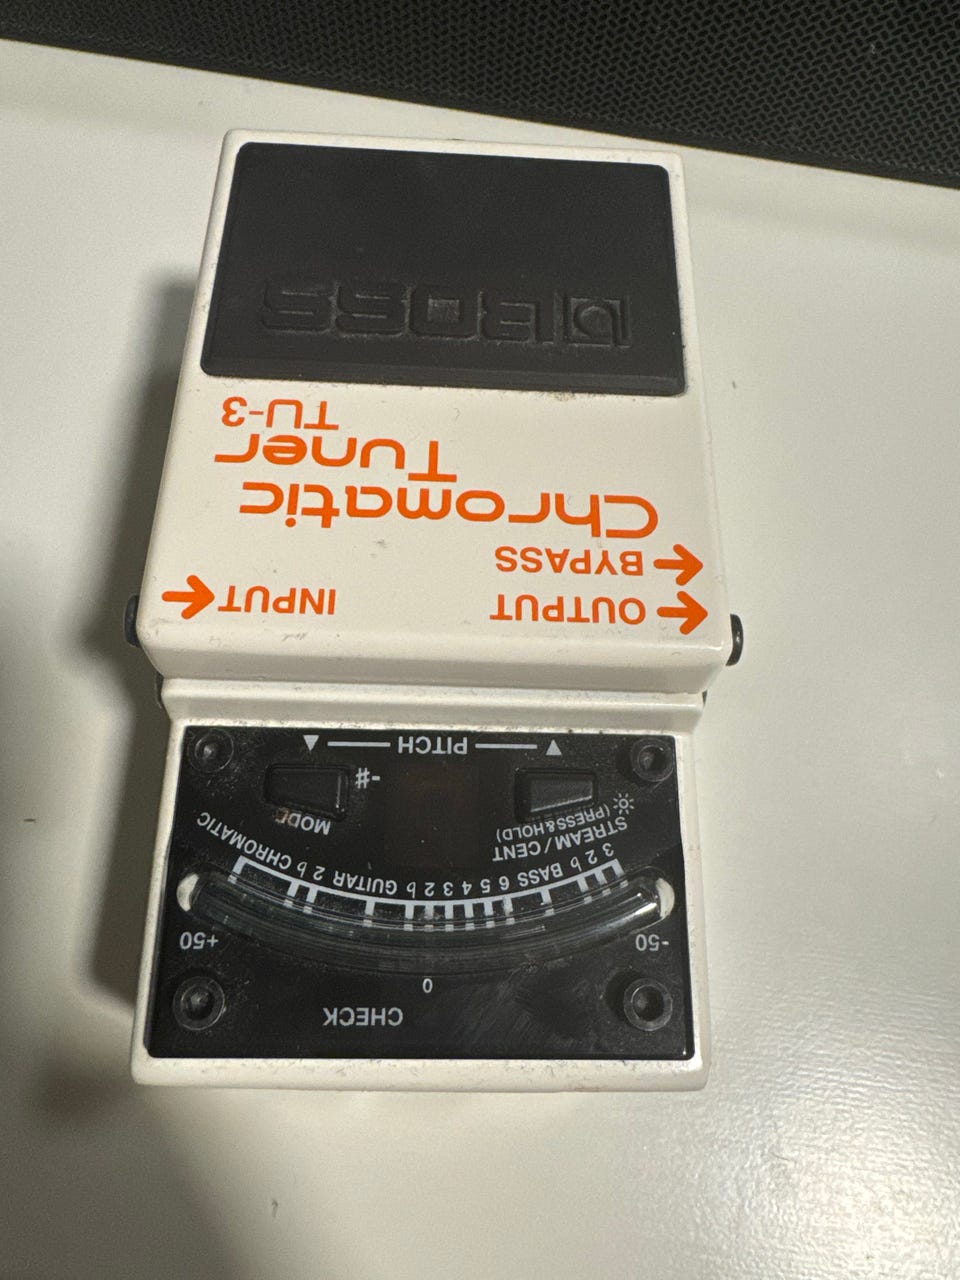 CHECK
0
-50 +50
3 2 ♭ BASS 6 5 4 3 2 ♭ GUITAR 2 ♭ CHROMATIC
STREAM/CENT
(PRESS&HOLD)
MODE
-#
▲ PITCH ▲
OUTPUT
INPUT
BYPASS
Chromatic
Tuner
TU-3
BOSS